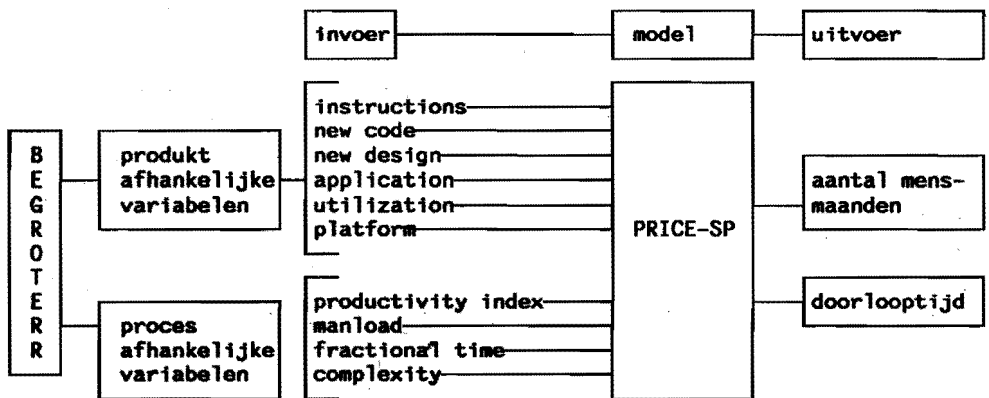 invoer
model
uitvoer
B
E
G
R
O
T
E
R
R
produkt
afhankelijke
variabelen
instructions
new code
new design
application
utilization
platform
PRICE-SP
aantal mens-
maanden
proces
afhankelijke
variabelen
productivity index
manload
fractional time
complexity
doorlooptijd